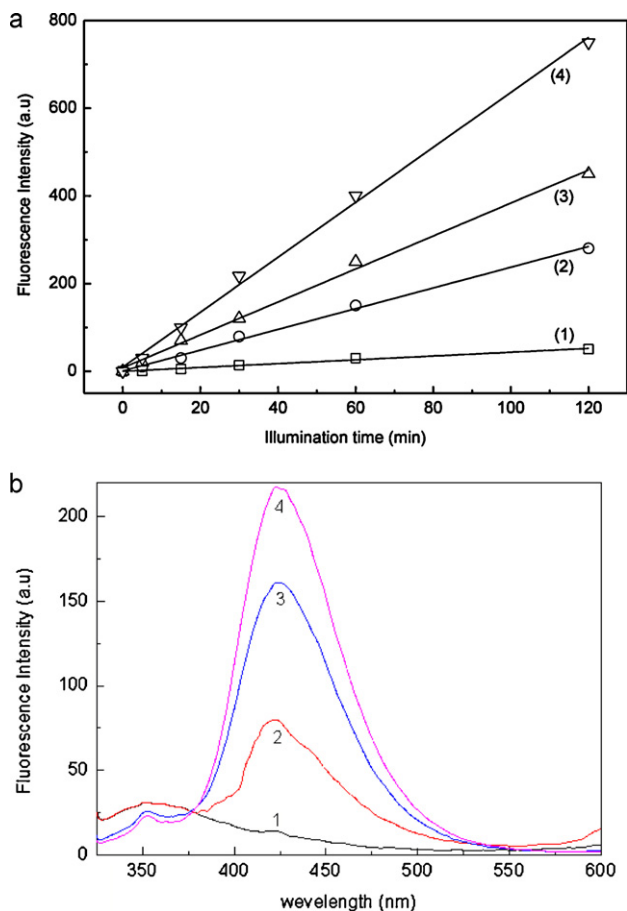 a
800
600
400
200
0
Fluorescence Intensity (a.u)
(4)
(3)
(2)
(1)
0 20 40 60 80 100 120
Illumination time (min)
b
200
150
100
50
0
Fluorescence Intensity (a.u)
4
3
2
1
350 400 450 500 550 600
wevelength (nm)